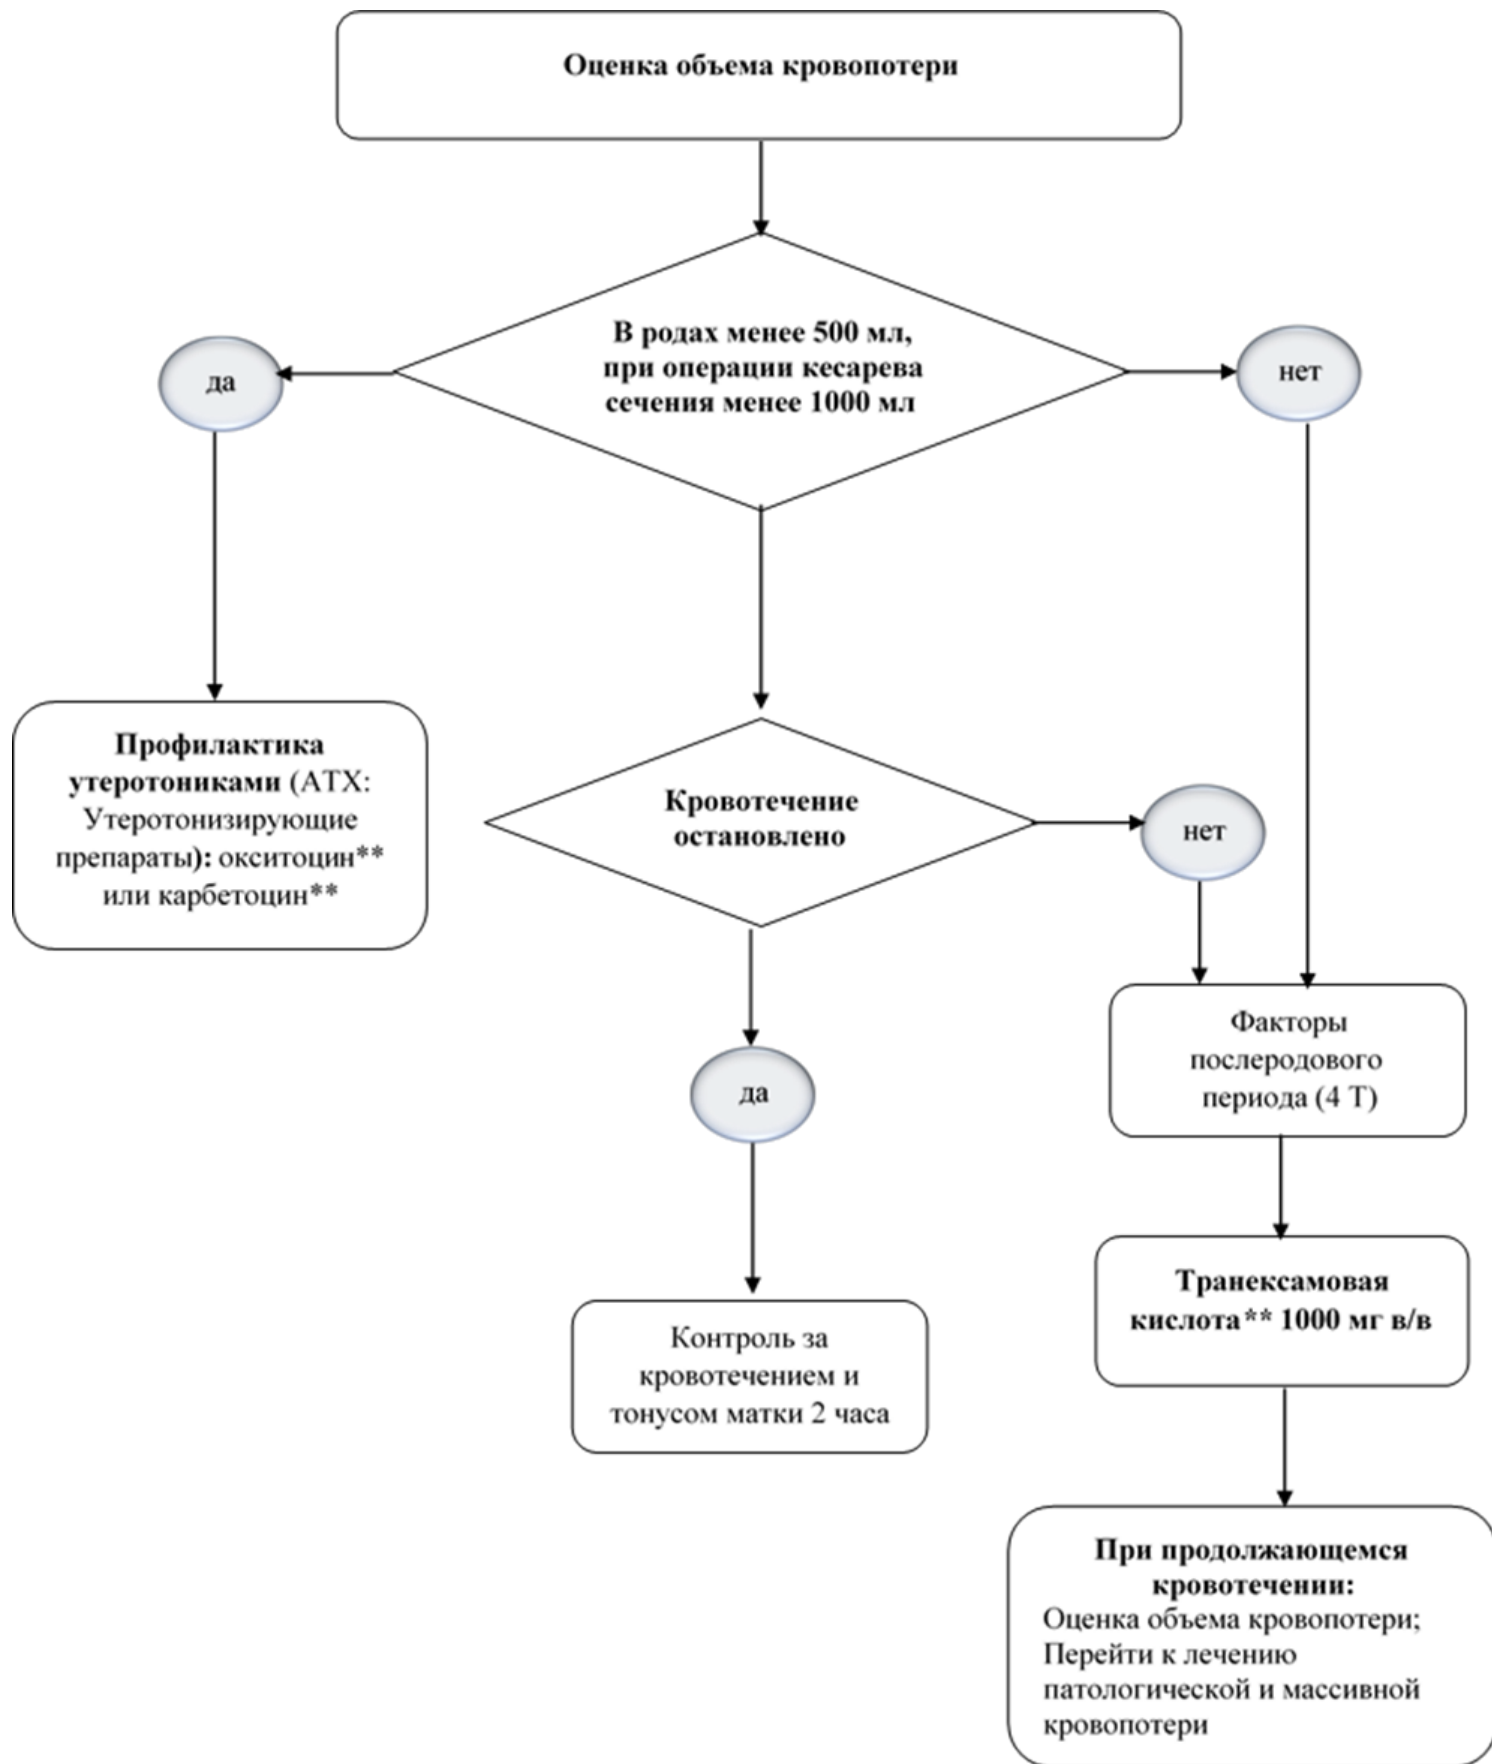 Оценка объема кровопотери
В родах менее 500 мл,
при операции кесарева
сечения менее 1000 мл
да
нет
Профилактика
утеротониками (АТХ:
Утеротонизирующие
препараты): окситоцин**
или карбетоцин**
Кровотечение
остановлено
нет
да
Факторы
послеродового
периода (4 Т)
Транексамовая
кислота** 1000 мг в/в
Контроль за
кровотечением и
тонусом матки 2 часа
При продолжающемся
кровотечении:
Оценка объема кровопотери;
Перейти к лечению
патологической и массивной
кровопотери